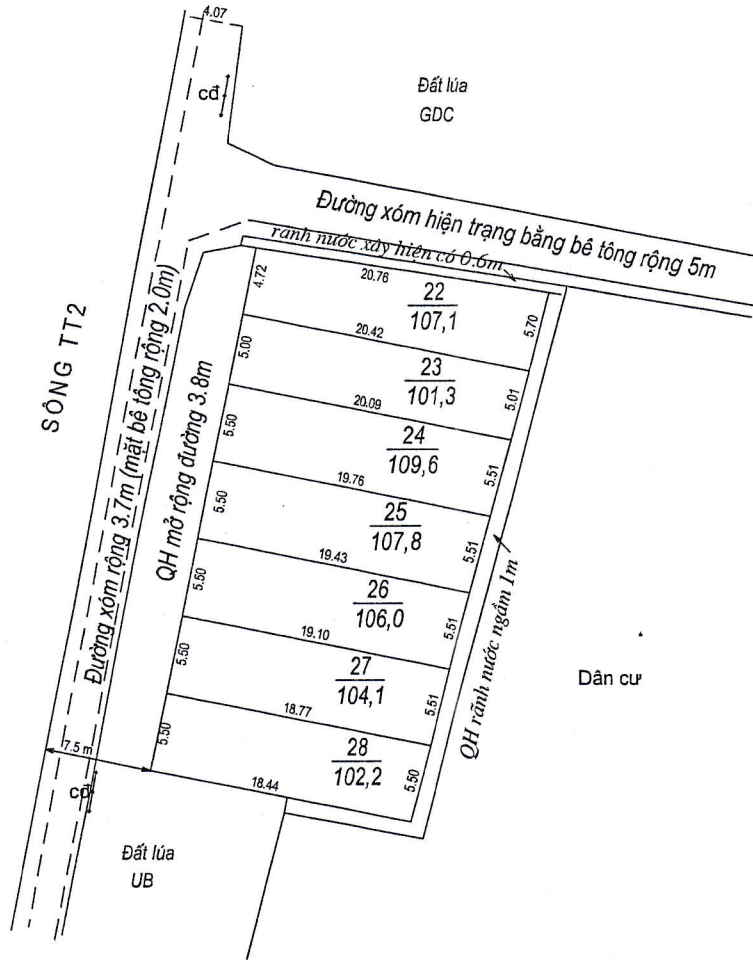 4.07
cđ
Đất lúa
GDC
Đường xóm hiện trạng bằng bê tông rộng 5m
rãnh nước xây hiện có 0.6m
SÔNG TT2
Đường xóm rộng 3.7m (mặt bê tông rộng 2.0m)
QH mở rộng đường 3.8m
20.76
4.72
22
107,1
5.70
20.42
5.00
23
101,3
5.01
20.09
5.50
24
109,6
5.51
19.76
5.50
25
107,8
5.51
19.43
5.50
26
106,0
5.51
19.10
5.50
27
104,1
5.51
18.77
5.50
28
102,2
5.50
18.44
QH rãnh nước ngầm 1m
Dân cư
7.5 m
cđ
Đất lúa
UB